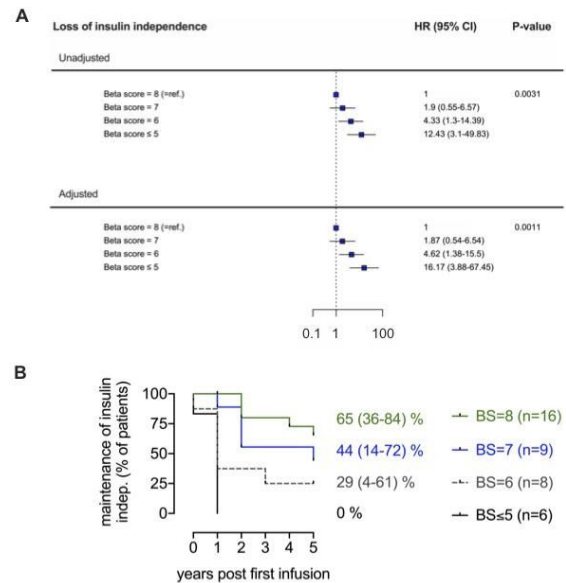 A
Loss of insulin independence HR (95% CI) P-value
Unadjusted
Beta score = 8 (=ref.) 1 0.0031
Beta score = 7 1.9 (0.55-6.57)
Beta score = 6 4.33 (1.3-14.39)
Beta score ≤ 5 12.43 (3.1-49.83)
Adjusted
Beta score = 8 (=ref.) 1 0.0011
Beta score = 7 1.87 (0.54-6.54)
Beta score = 6 4.62 (1.38-15.5)
Beta score ≤ 5 16.17 (3.88-67.45)
0.1 1 100
B
maintenance of insulin
indep. (% of patients)
100
75
50
25
0
65 (36-84) % BS=8 (n=16)
44 (14-72) % BS=7 (n=9)
29 (4-61) % BS=6 (n=8)
0 % BS≤5 (n=6)
0 1 2 3 4 5
years post first infusion